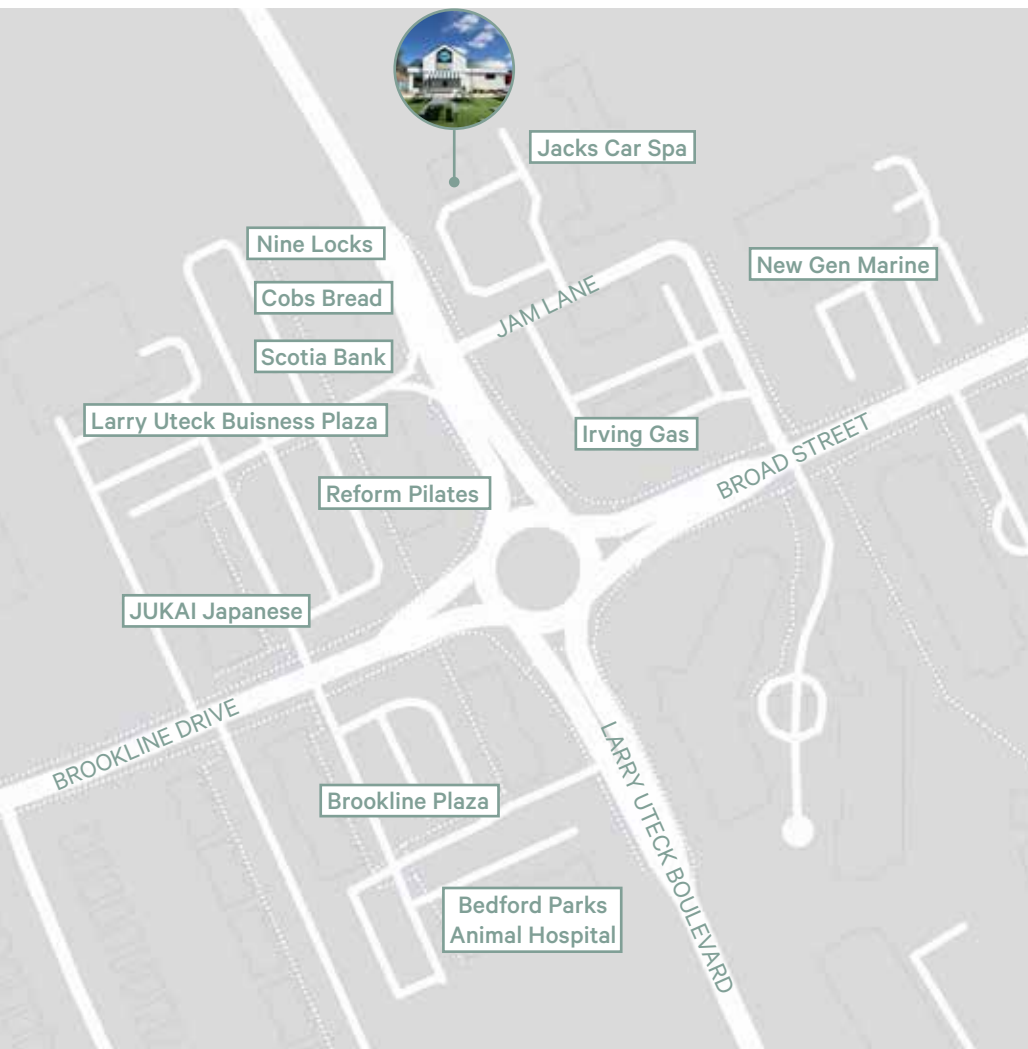 Jacks Car Spa
Nine Locks
New Gen Marine
Cobs Bread
JAM LANE
Scotia Bank
Larry Uteck Buisness Plaza
Irving Gas
BROAD STREET
Reform Pilates
JUKAI Japanese
BROOKLINE DRIVE
LARRY UTECK BOULEVARD
Brookline Plaza
Bedford Parks
Animal Hospital